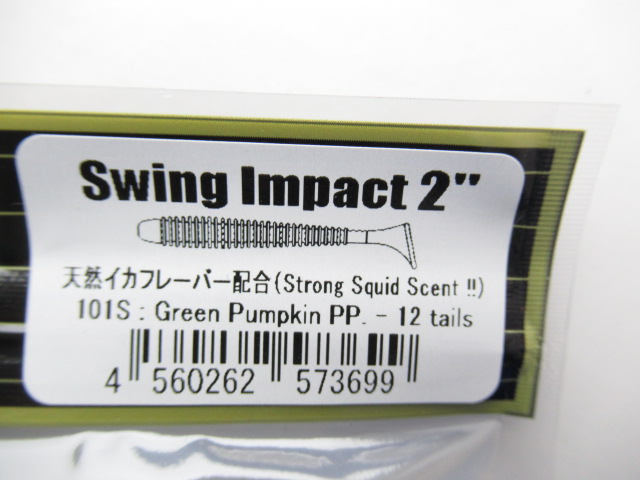 Swing Impact 2"
天然イカフレーバー配合(Strong Squid Scent !!)
101S : Green Pumpkin PP. - 12 tails
4 560262 573699